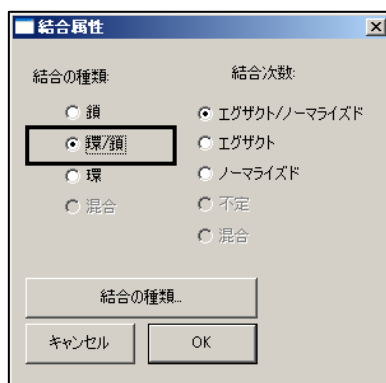 結合属性
結合の種類:
鎖
環/鎖
環
混合
結合次数:
エグザクト/ノーマライズド
エグザクト
ノーマライズド
不定
混合
結合の種類...
キャンセル
OK